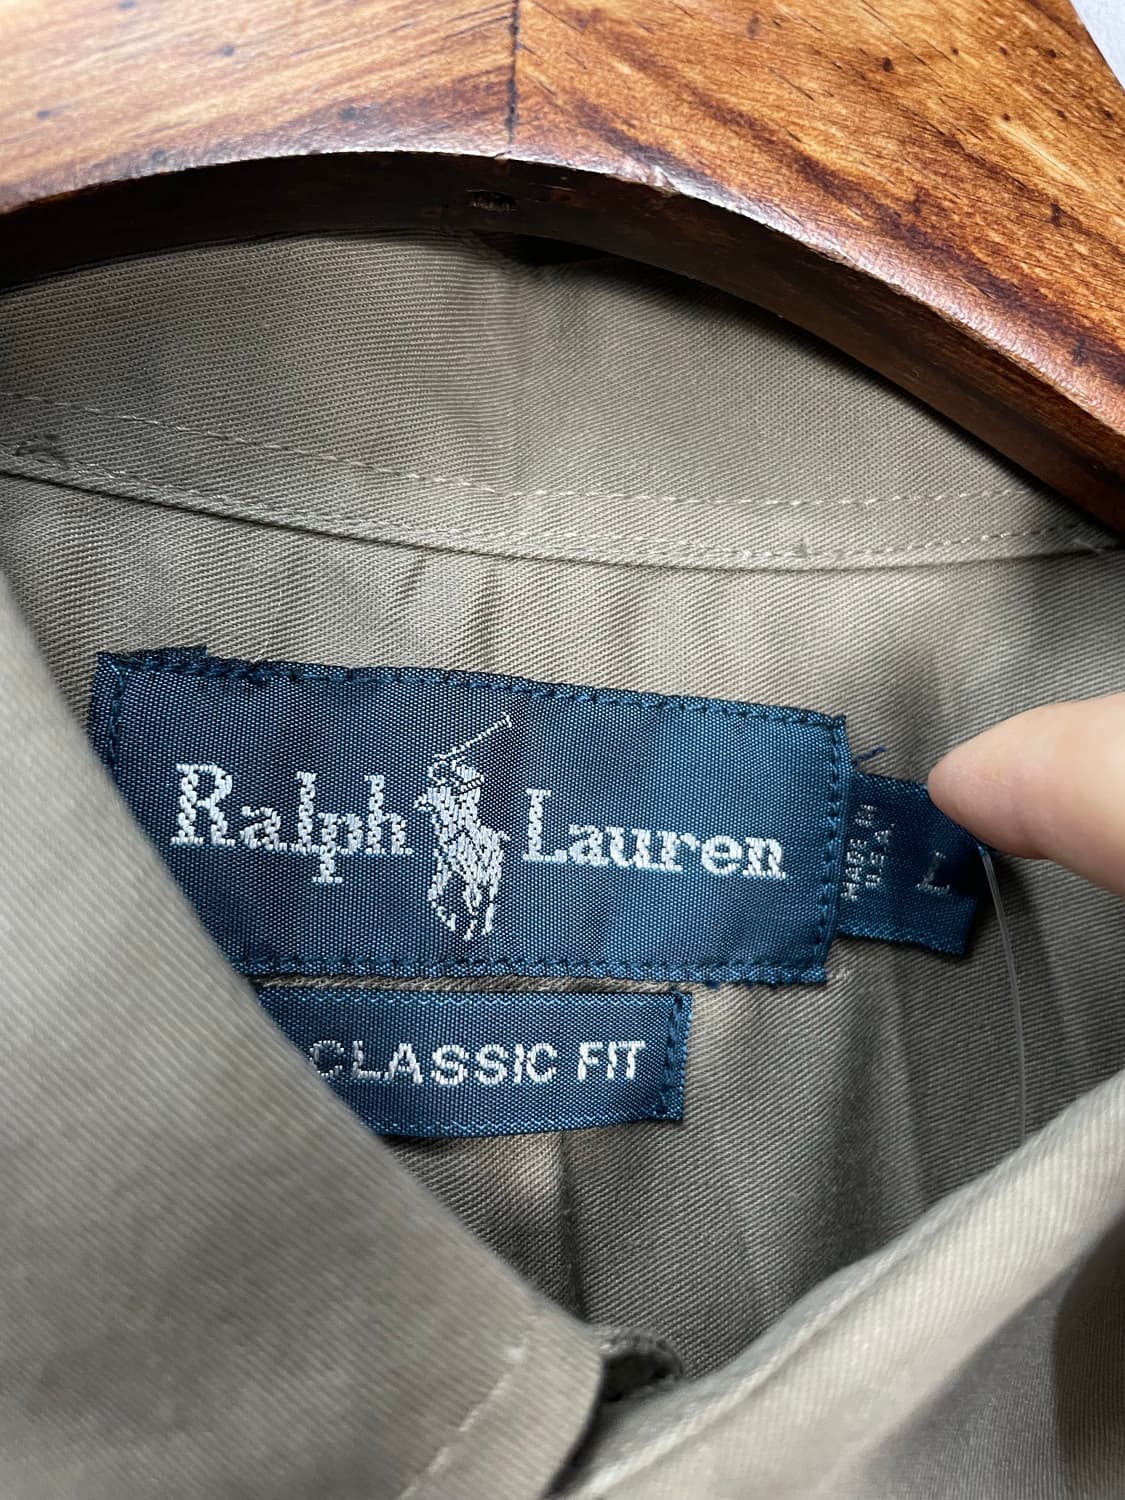 Ralph Lauren
MADE IN
U.S.A.
L
CLASSIC FIT